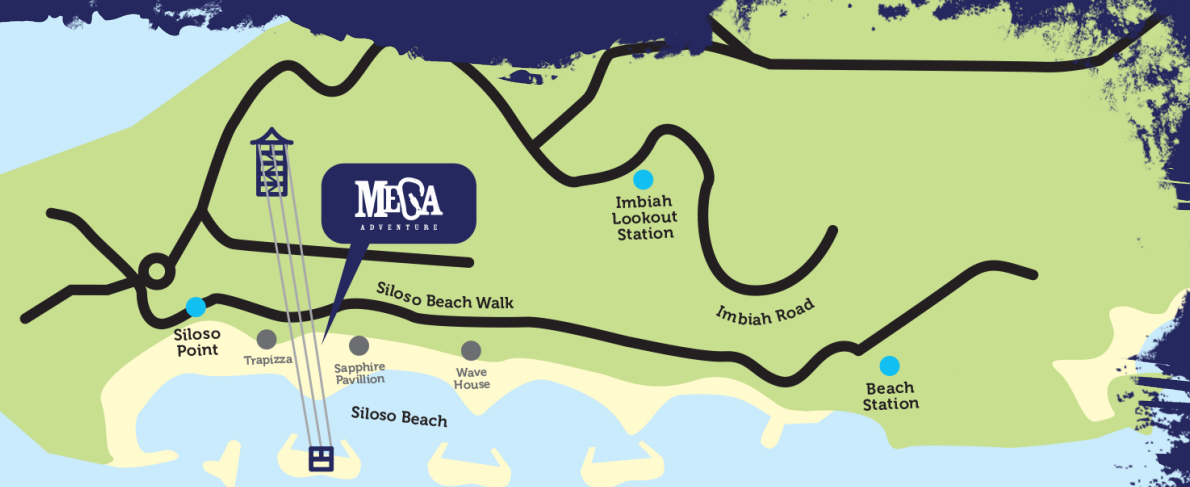 MEGA
ADVENTURE
Imbiah
Lookout
Station
Siloso Beach Walk
Imbiah Road
Siloso
Point
Trapizza
Sapphire
Pavillion
Wave
House
Beach
Station
Siloso Beach